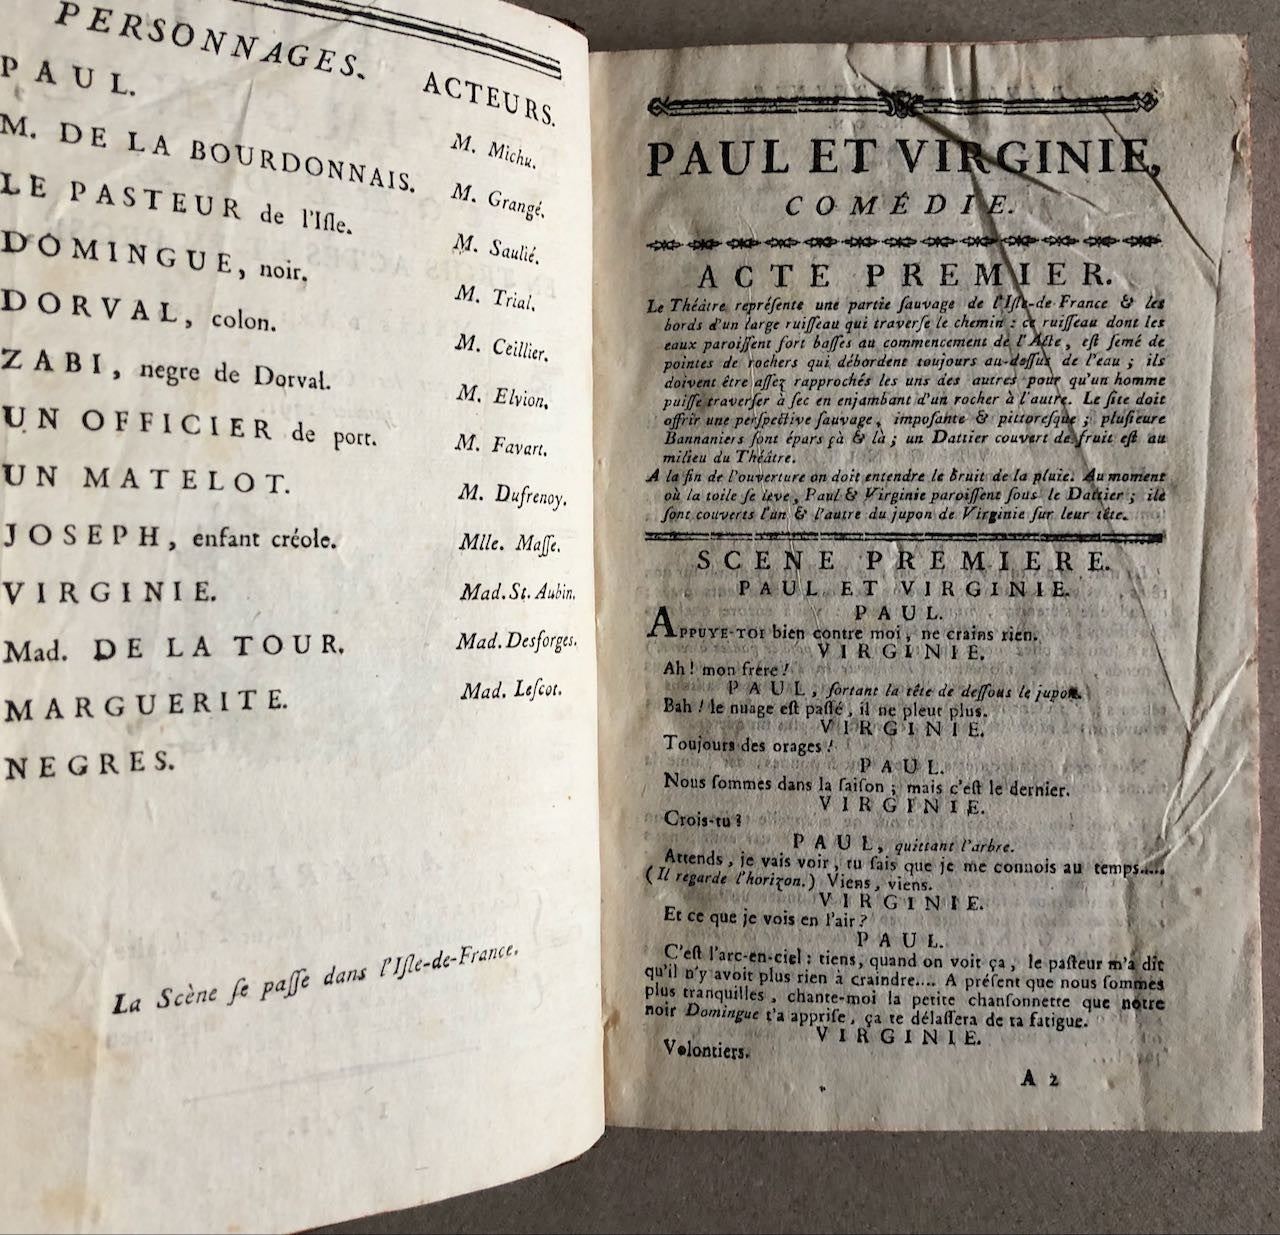 PERSONNAGES. ACTEURS.
PAUL. M. Michu.
M. DE LA BOURDONNAIS. M. Grangé.
LE PASTEUR de l'Iſle. M. Saulié.
DOMINGUE, noir. M. Trial.
DORVAL, colon. M. Ceillier.
ZABI, negre de Dorval. M. Elvion.
UN OFFICIER de port. M. Favart.
UN MATELOT. M. Dufrenoy.
JOSEPH, enfant créole. Mlle. Maſſe.
VIRGINIE. Mad. St. Aubin.
Mad. DE LA TOUR. Mad. Desforges.
MARGUERITE. Mad. Leſcot.
NEGRES.
La Scène ſe paſſe dans l'Iſle-de-France.
PAUL ET VIRGINIE,
COMÉDIE.
ACTE PREMIER.
Le Théâtre repréſente une partie ſauvage de l'Iſle-de-France & les
bords d'un large ruiſſeau qui traverſe le chemin : ce ruiſſeau dont les
eaux paroiſſent fort baſſes au commencement de l'Acte, eſt ſemé de
pointes de rochers qui débordent toujours au-deſſus de l'eau ; ils
doivent être aſſez rapprochés les uns des autres pour qu'un homme
puiſſe traverſer à ſec en enjambant d'un rocher à l'autre. Le ſite doit
offrir une perſpective ſauvage, impoſante & pittoreſque ; pluſieurs
Bannaniers ſont épars çà & là ; un Dattier couvert de fruit eſt au
milieu du Théâtre.
A la fin de l'ouverture on doit entendre le bruit de la pluie. Au moment
où la toile ſe leve, Paul & Virginie paroiſſent ſous le Dattier ; ils
ſont couverts l'un & l'autre du jupon de Virginie ſur leur tête.
SCENE PREMIERE.
PAUL ET VIRGINIE.
PAUL.
APPUYE-TOI bien contre moi, ne crains rien.
VIRGINIE.
Ah ! mon frere !
PAUL, ſortant la tête de deſſous le jupon.
Bah ! le nuage eſt paſſé, il ne pleut plus.
VIRGINIE.
Toujours des orages !
PAUL.
Nous ſommes dans la ſaiſon ; mais c'eſt le dernier.
VIRGINIE.
Crois-tu ?
PAUL, quittant l'arbre.
Attends, je vais voir, tu ſais que je me connois au temps.....
(Il regarde l'horizon.) Viens, viens.
VIRGINIE.
Et ce que je vois en l'air ?
PAUL.
C'eſt l'arc-en-ciel : tiens, quand on voit ça, le paſteur m'a dit
qu'il n'y avoit plus rien à craindre.... A préſent que nous ſommes
plus tranquilles, chante-moi la petite chanſonnette que notre
noir Domingue t'a appriſe, ça te délaſſera de ta fatigue.
VIRGINIE.
Volontiers.
A 2